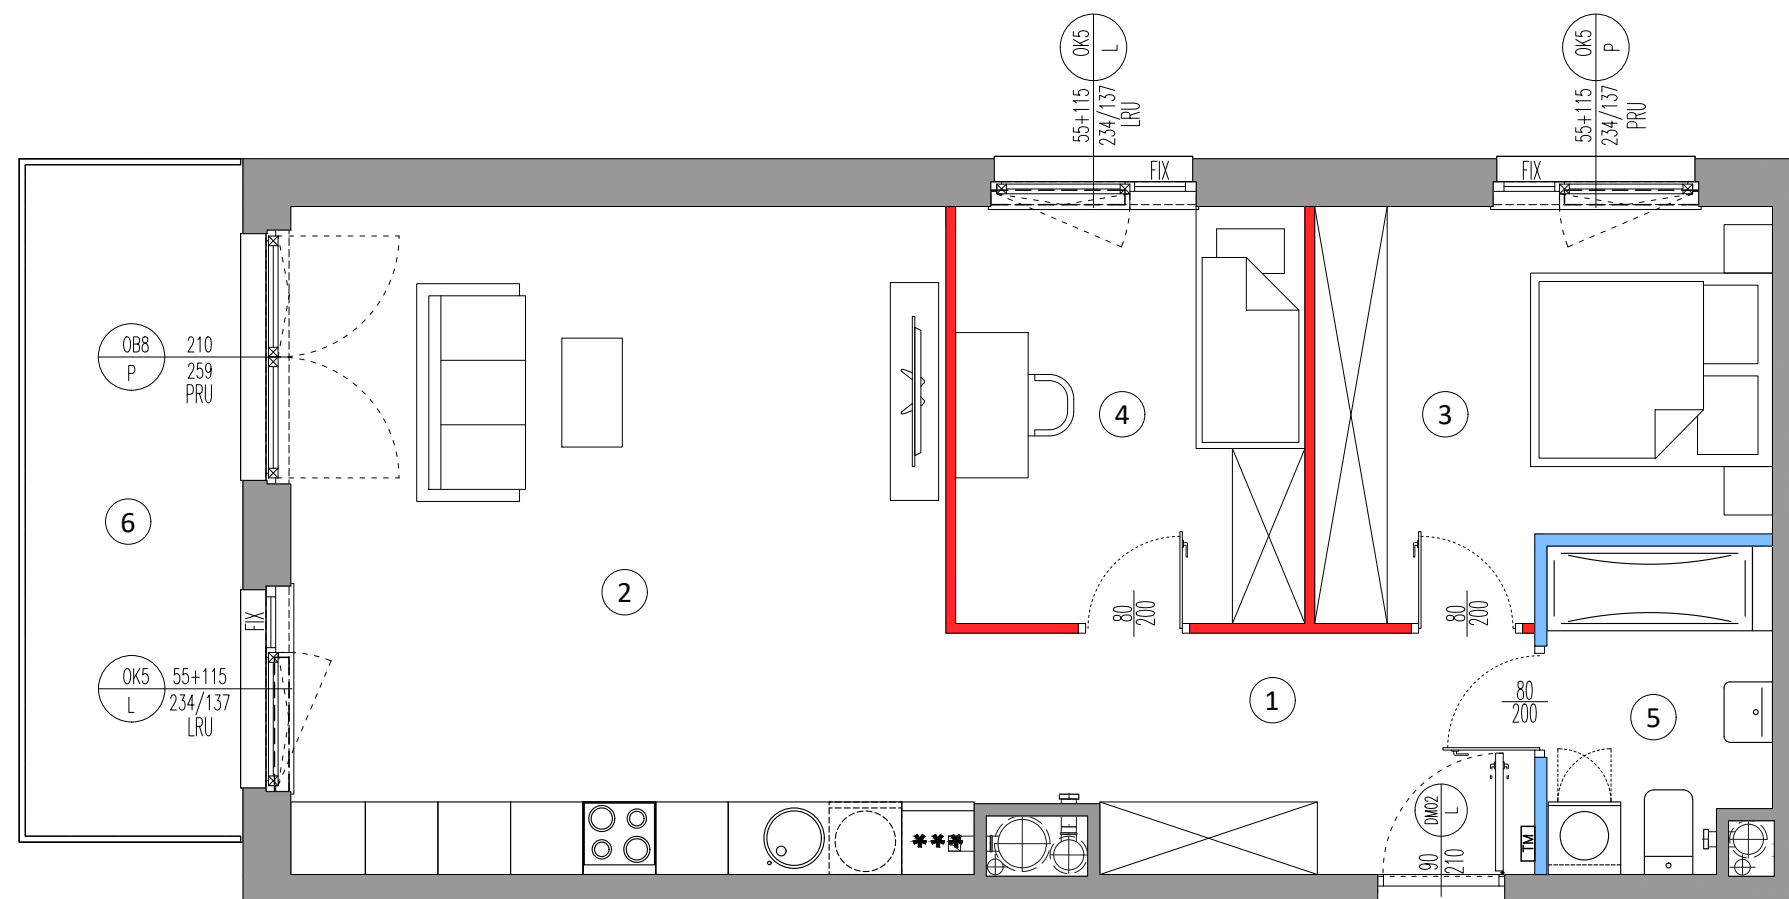 OK5
L
55+115
234/137
LRU
FIX
OK5
P
55+115
234/137
PRU
FIX
OB8
P
210
259
PRU
4
3
6
2
80
200
80
200
FIX
OK5
L
55+115
234/137
LRU
1
80
200
5
DM02
L
90
210
TM
***